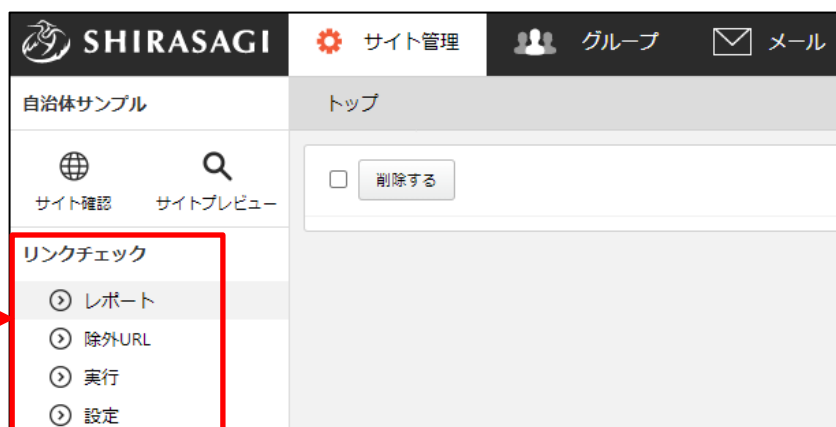 SHIRASAGI サイト管理 グループ メール
自治体サンプル トップ
サイト確認 サイトプレビュー 削除する
リンクチェック
レポート
除外URL
実行
設定